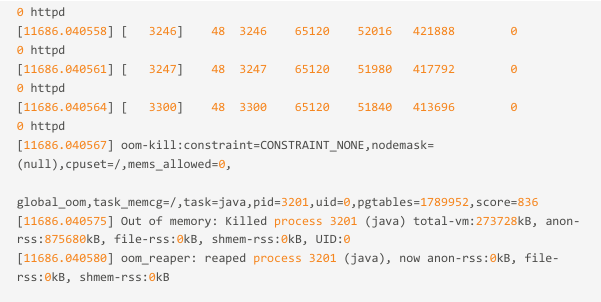 0 httpd
[11686.040558] [   3246]    48  3246    65120    52016   421888        0
0 httpd
[11686.040561] [   3247]    48  3247    65120    51980   417792        0
0 httpd
[11686.040564] [   3300]    48  3300    65120    51840   413696        0
0 httpd
[11686.040567] oom-kill:constraint=CONSTRAINT_NONE,nodemask=
(null),cpuset=/,mems_allowed=0,

global_oom,task_memcg=/,task=java,pid=3201,uid=0,pgtables=1789952,score=836
[11686.040575] Out of memory: Killed process 3201 (java) total-vm:273728kB, anon-
rss:875680kB, file-rss:0kB, shmem-rss:0kB, UID:0
[11686.040580] oom_reaper: reaped process 3201 (java), now anon-rss:0kB, file-
rss:0kB, shmem-rss:0kB